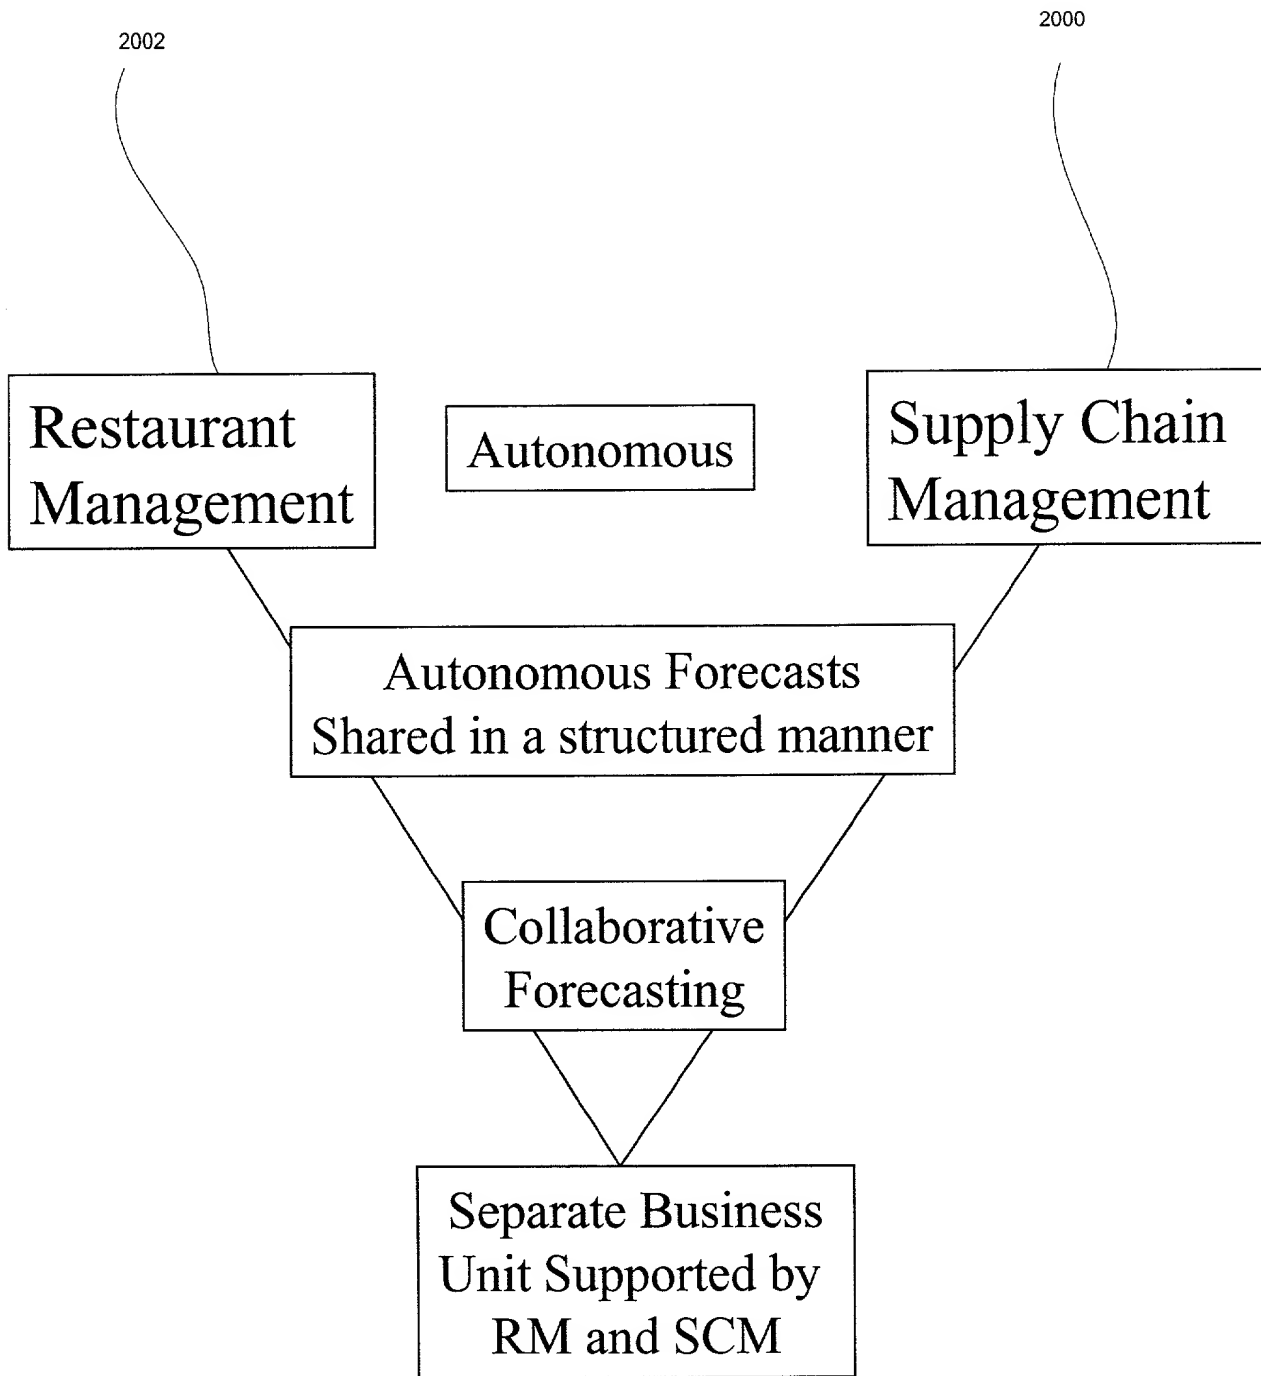 2002
2000
Restaurant
Management
Autonomous
Supply Chain
Management
Autonomous Forecasts
Shared in a structured manner
Collaborative
Forecasting
Separate Business
Unit Supported by
RM and SCM